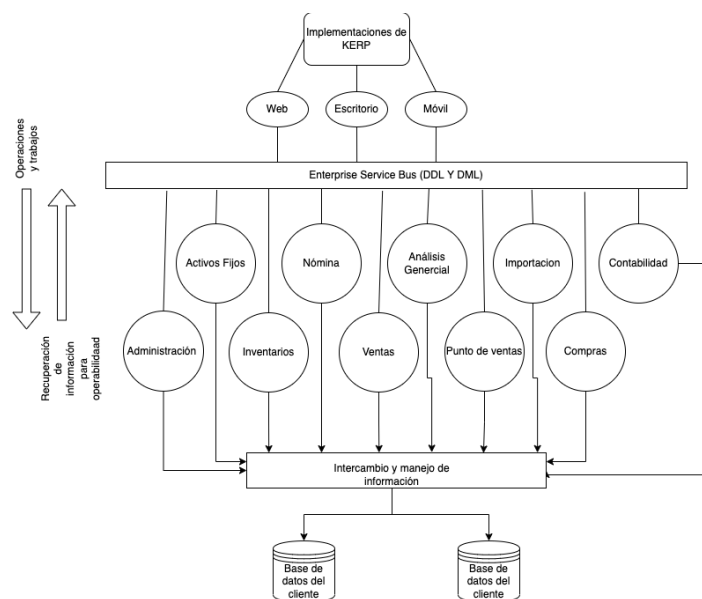 Implementaciones de
KERP
Web
Escritorio
Móvil
Operaciones
y trabajos
Enterprise Service Bus (DDL Y DML)
Activos Fijos
Nómina
Análisis
Genercial
Importacion
Contabilidad
Administración
Inventarios
Ventas
Punto de ventas
Compras
Recuperación
de
información
para
operabilidaad
Intercambio y manejo de
información
Base de
datos del
cliente
Base de
datos del
cliente